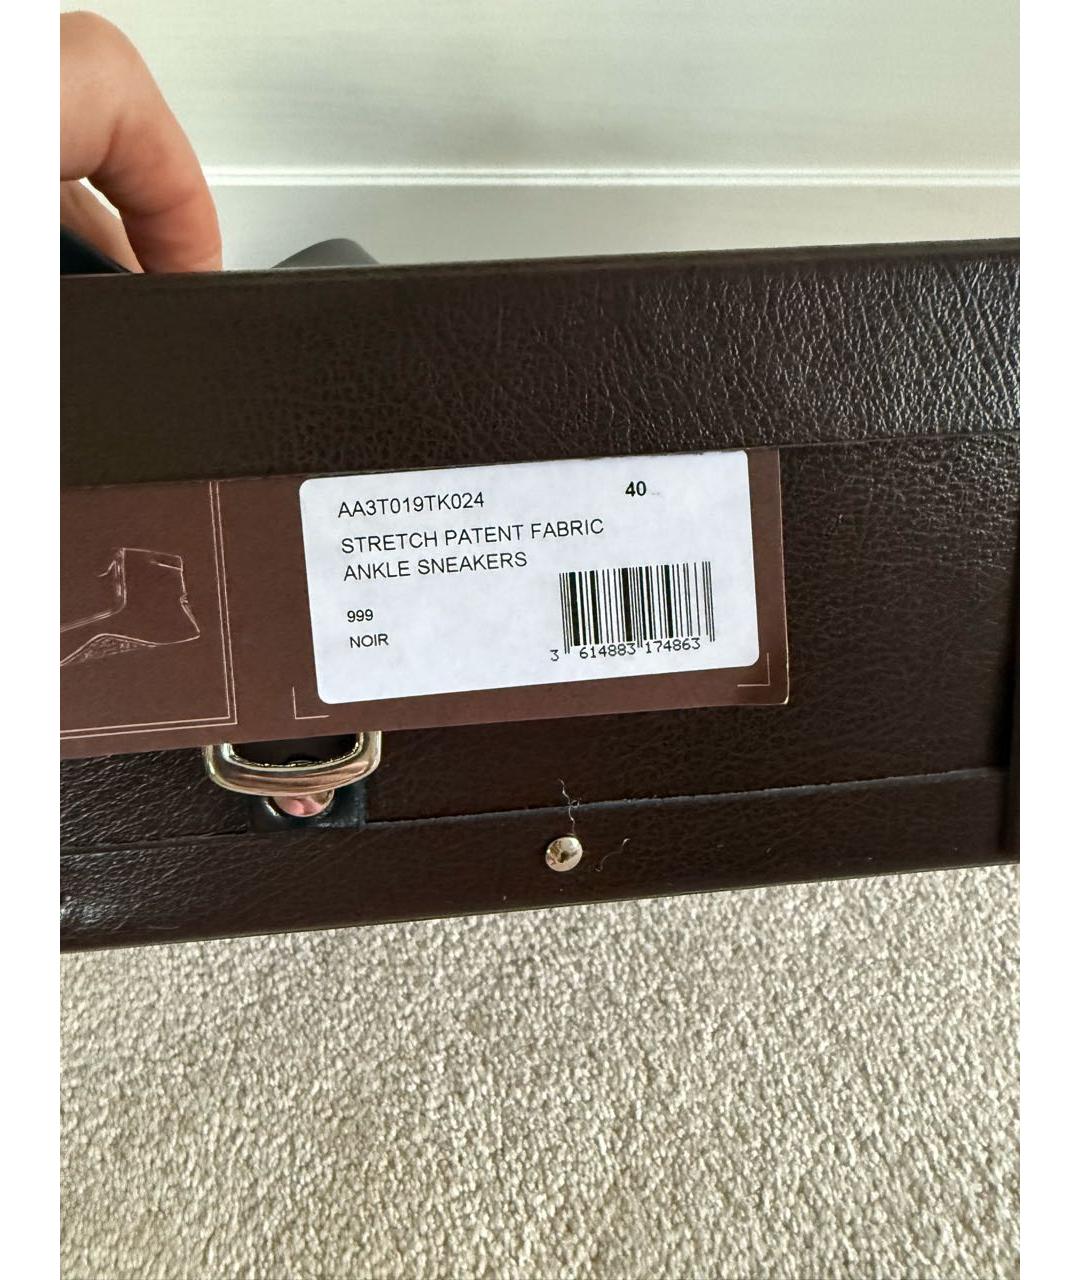 AA3T019TK024 40
STRETCH PATENT FABRIC
ANKLE SNEAKERS
999
NOIR
3 614883 174863